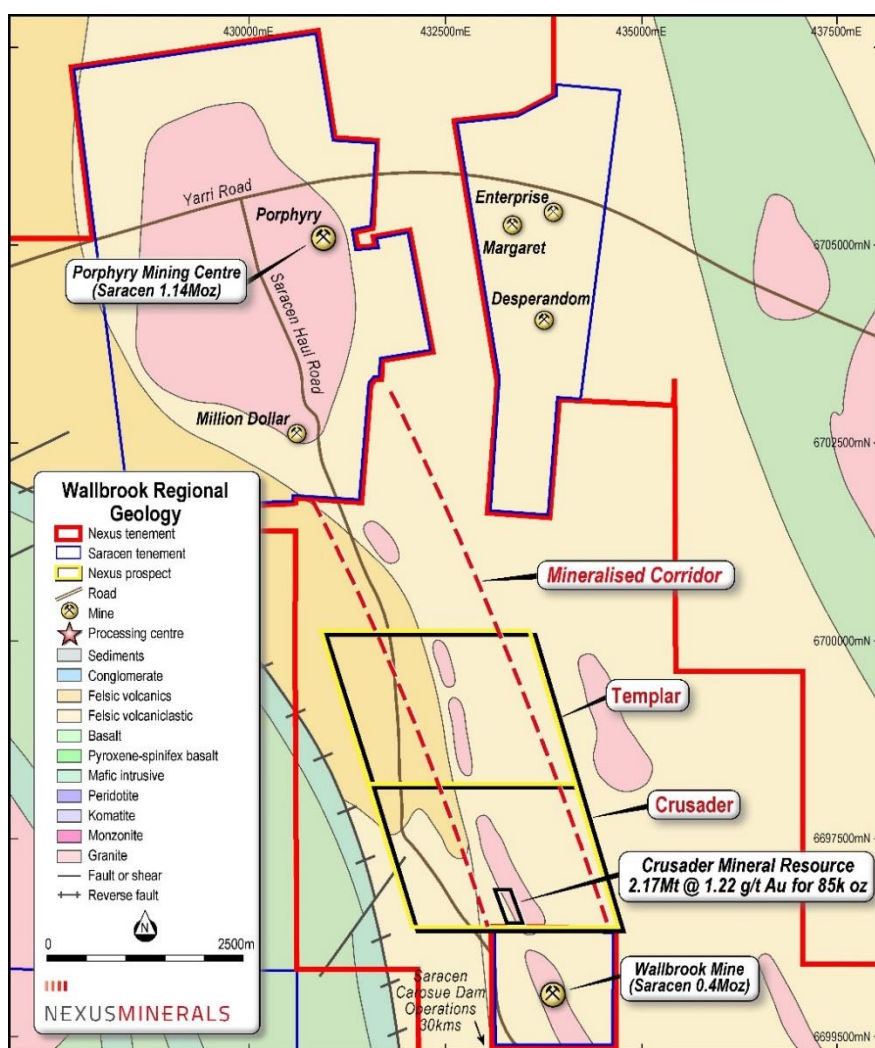 430000mE
432500mE
435000mE
437500mE
Yarri Road
Porphyry
Enterprise
Margaret
6705000mN
Porphyry Mining Centre
(Saracen 1.14Moz)
Saracen Haul Road
Desperandom
Million Dollar
6702500mN
Wallbrook Regional
Geology
Nexus tenement
Saracen tenement
Nexus prospect
Road
Mine
Processing centre
Sediments
Conglomerate
Felsic volcanics
Felsic volcaniclastic
Basalt
Pyroxene-spinifex basalt
Mafic intrusive
Peridotite
Komatite
Monzonite
Granite
Fault or shear
Reverse fault
N
0 2500m
NEXUSMINERALS
Mineralised Corridor
6700000mN
Templar
Crusader
6697500mN
Crusader Mineral Resource
2.17Mt @ 1.22 g/t Au for 85k oz
Wallbrook Mine
(Saracen 0.4Moz)
Saracen
Carosue Dam
Operations
30kms
6699500mN